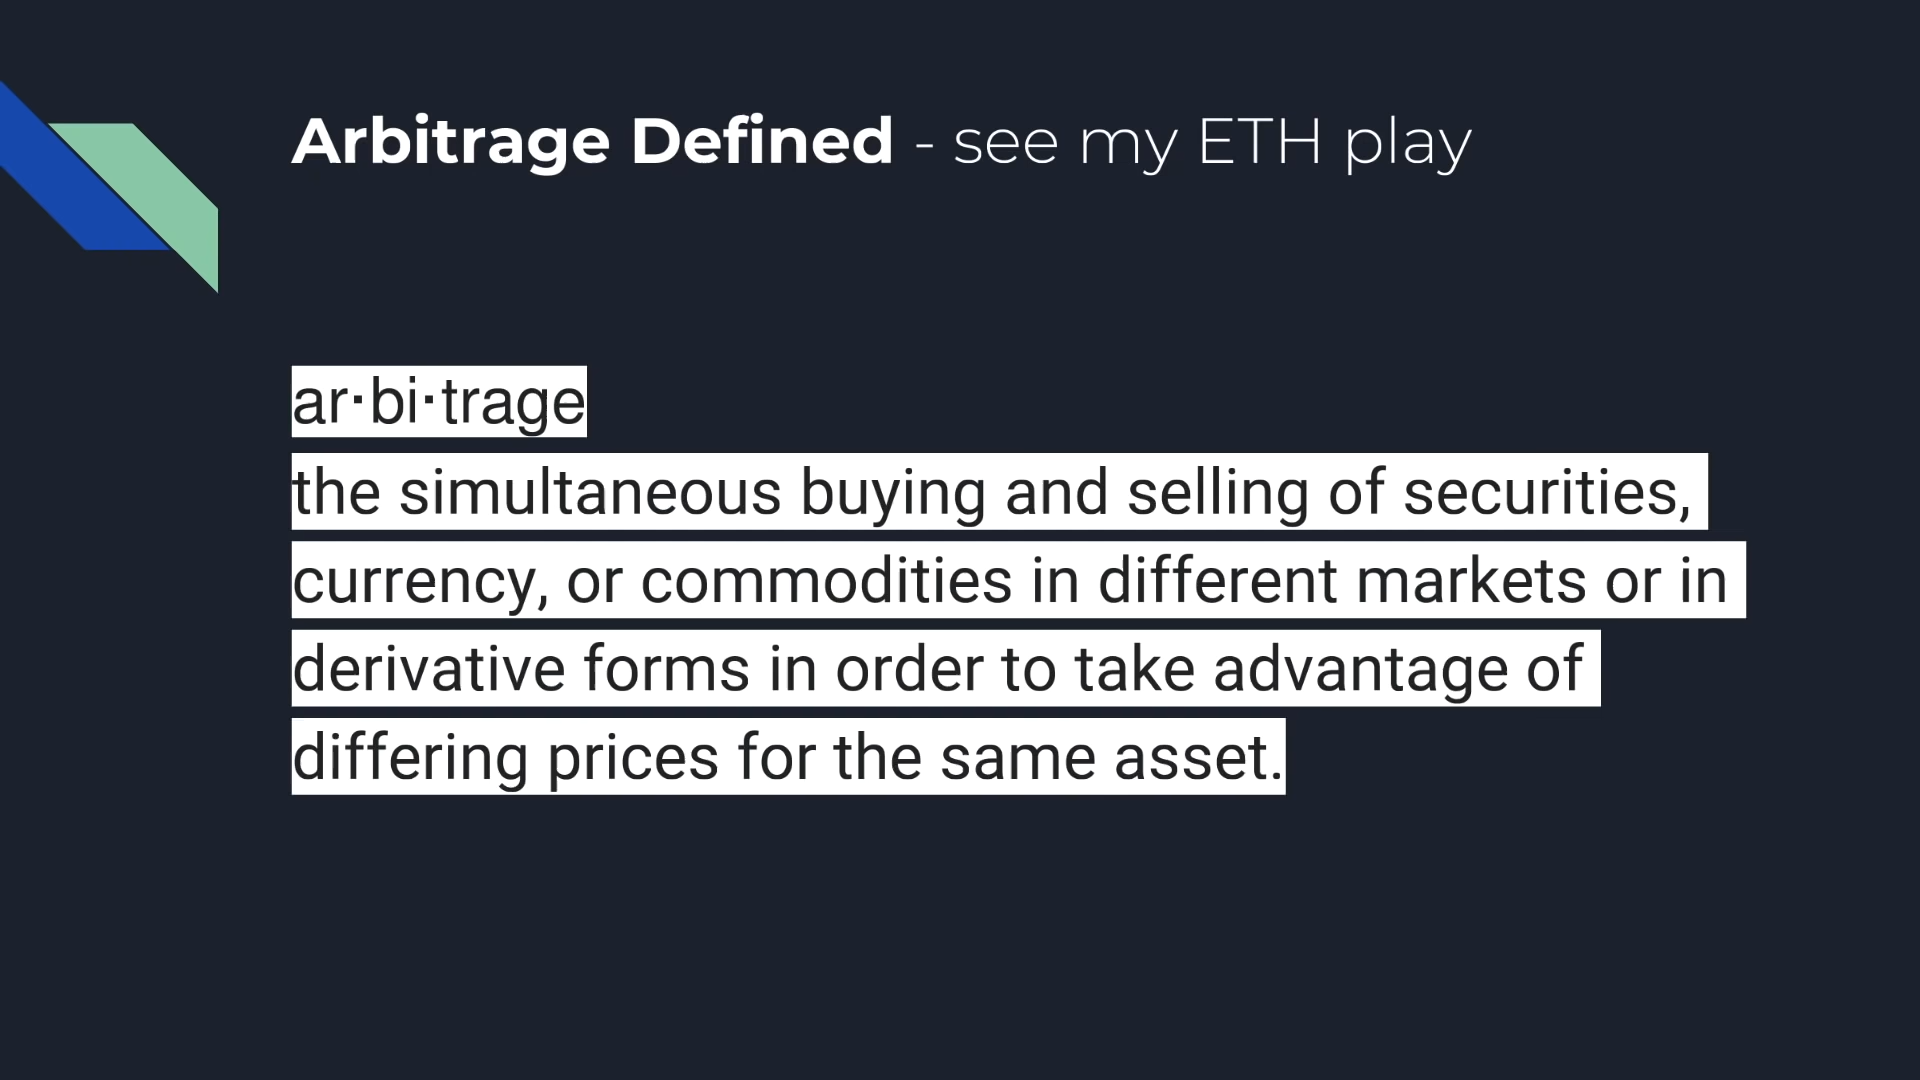 Arbitrage Defined - see my ETH play
ar·bi·trage
the simultaneous buying and selling of securities,
currency, or commodities in different markets or in
derivative forms in order to take advantage of
differing prices for the same asset.